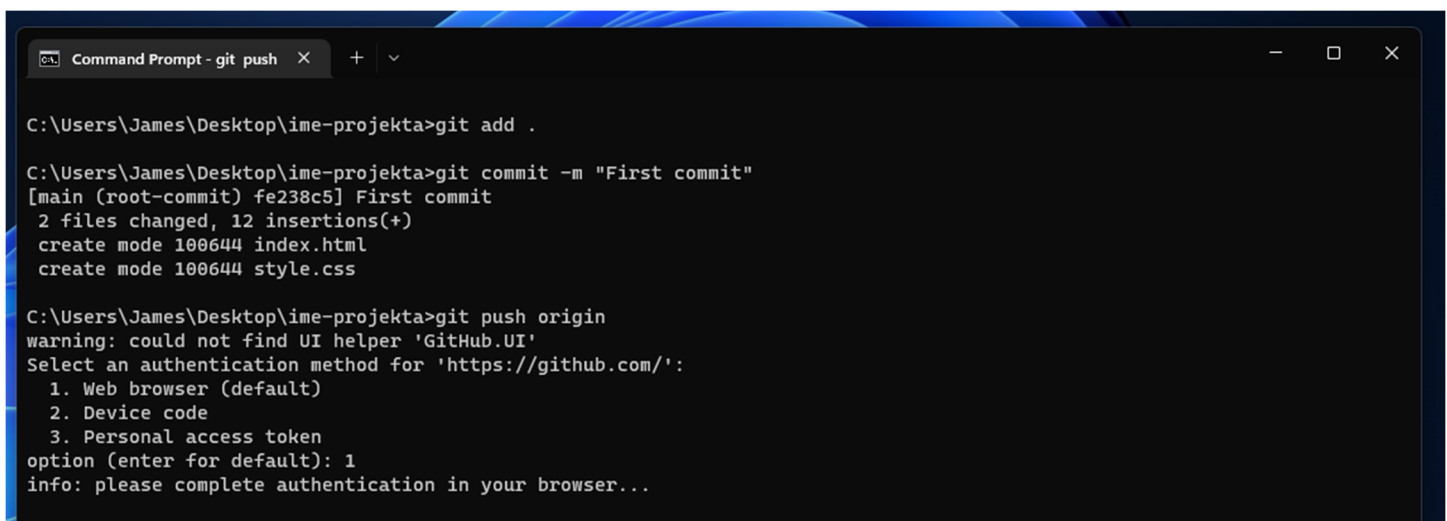 Command Prompt - git  push
C:\Users\James\Desktop\ime-projekta>git add .
C:\Users\James\Desktop\ime-projekta>git commit -m "First commit"
[main (root-commit) fe238c5] First commit
 2 files changed, 12 insertions(+)
 create mode 100644 index.html
 create mode 100644 style.css
C:\Users\James\Desktop\ime-projekta>git push origin
warning: could not find UI helper 'GitHub.UI'
Select an authentication method for 'https://github.com/':
  1. Web browser (default)
  2. Device code
  3. Personal access token
option (enter for default): 1
info: please complete authentication in your browser...